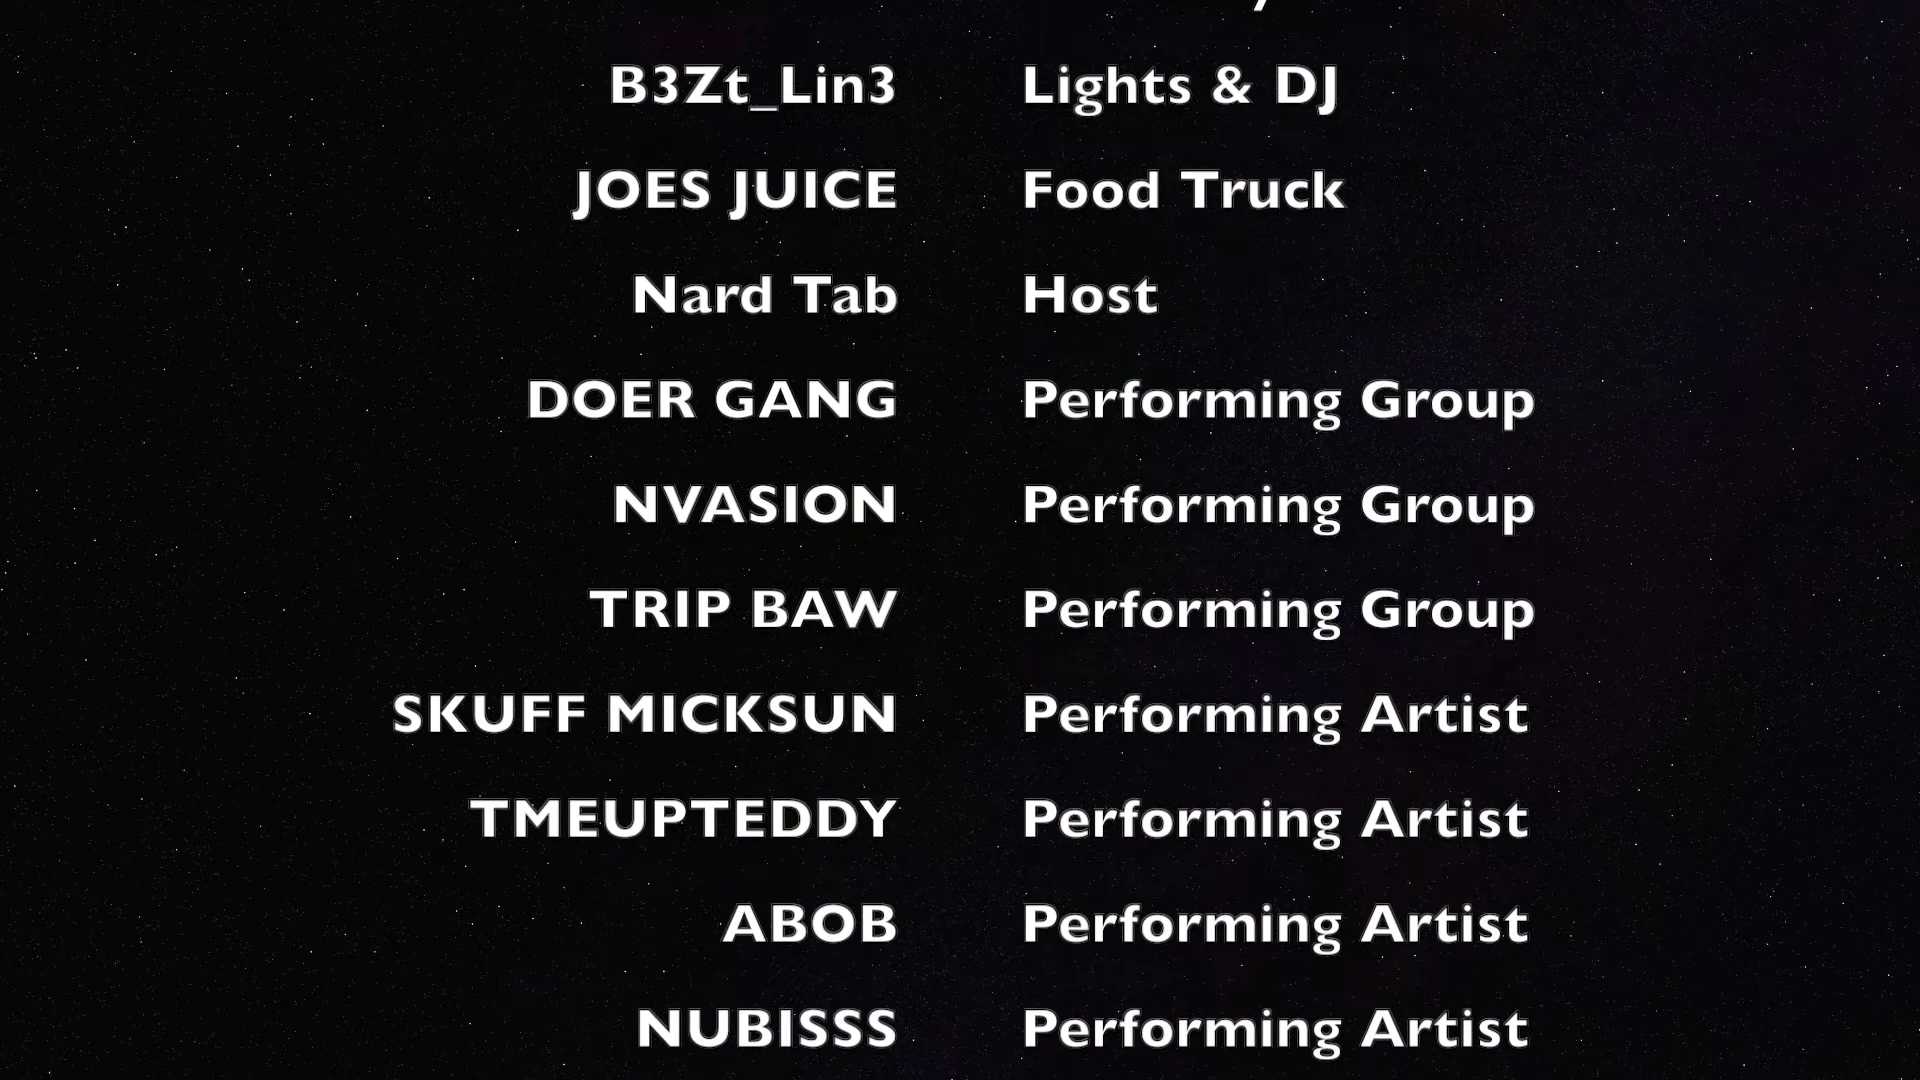 B3Zt_Lin3 Lights & DJ
JOES JUICE Food Truck
Nard Tab Host
DOER GANG Performing Group
NVASION Performing Group
TRIP BAW Performing Group
SKUFF MICKSUN Performing Artist
TMEUPTEDDY Performing Artist
ABOB Performing Artist
NUBISSS Performing Artist